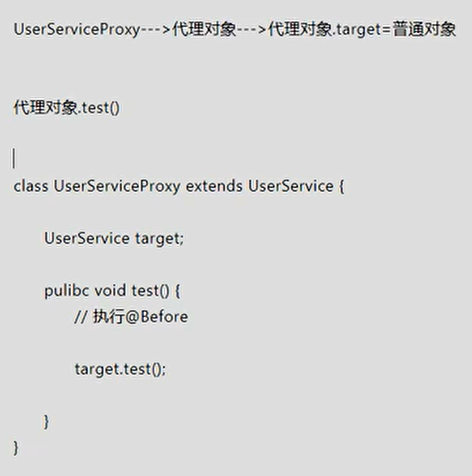 UserServiceProxy--->代理对象--->代理对象.target=普通对象
代理对象.test()
class UserServiceProxy extends UserService {
UserService target;
pulibc void test() {
// 执行@Before
target.test();
}
}